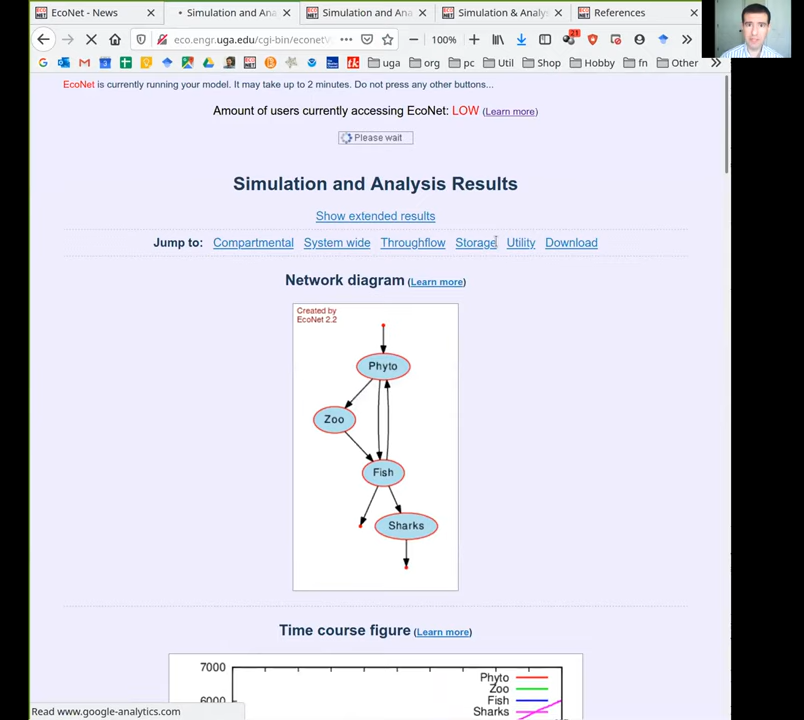 EcoNet - News
Simulation and Ana
Simulation and Ana
Simulation & Analy
References
eco.engr.uga.edu/cgi-bin/econet
100%
21
uga
org
pc
Util
Shop
Hobby
fn
Other
EcoNet is currently running your model. It may take up to 2 minutes. Do not press any other buttons...
Amount of users currently accessing EcoNet: LOW (Learn more)
Please wait
Simulation and Analysis Results
Show extended results
Jump to: Compartmental System wide Throughflow Storage Utility Download
Network diagram (Learn more)
Created by
EcoNet 2.2
Phyto
Zoo
Fish
Sharks
Time course figure (Learn more)
7000
Phyto
Zoo
6000
Fish
Sharks
Read www.google-analytics.com